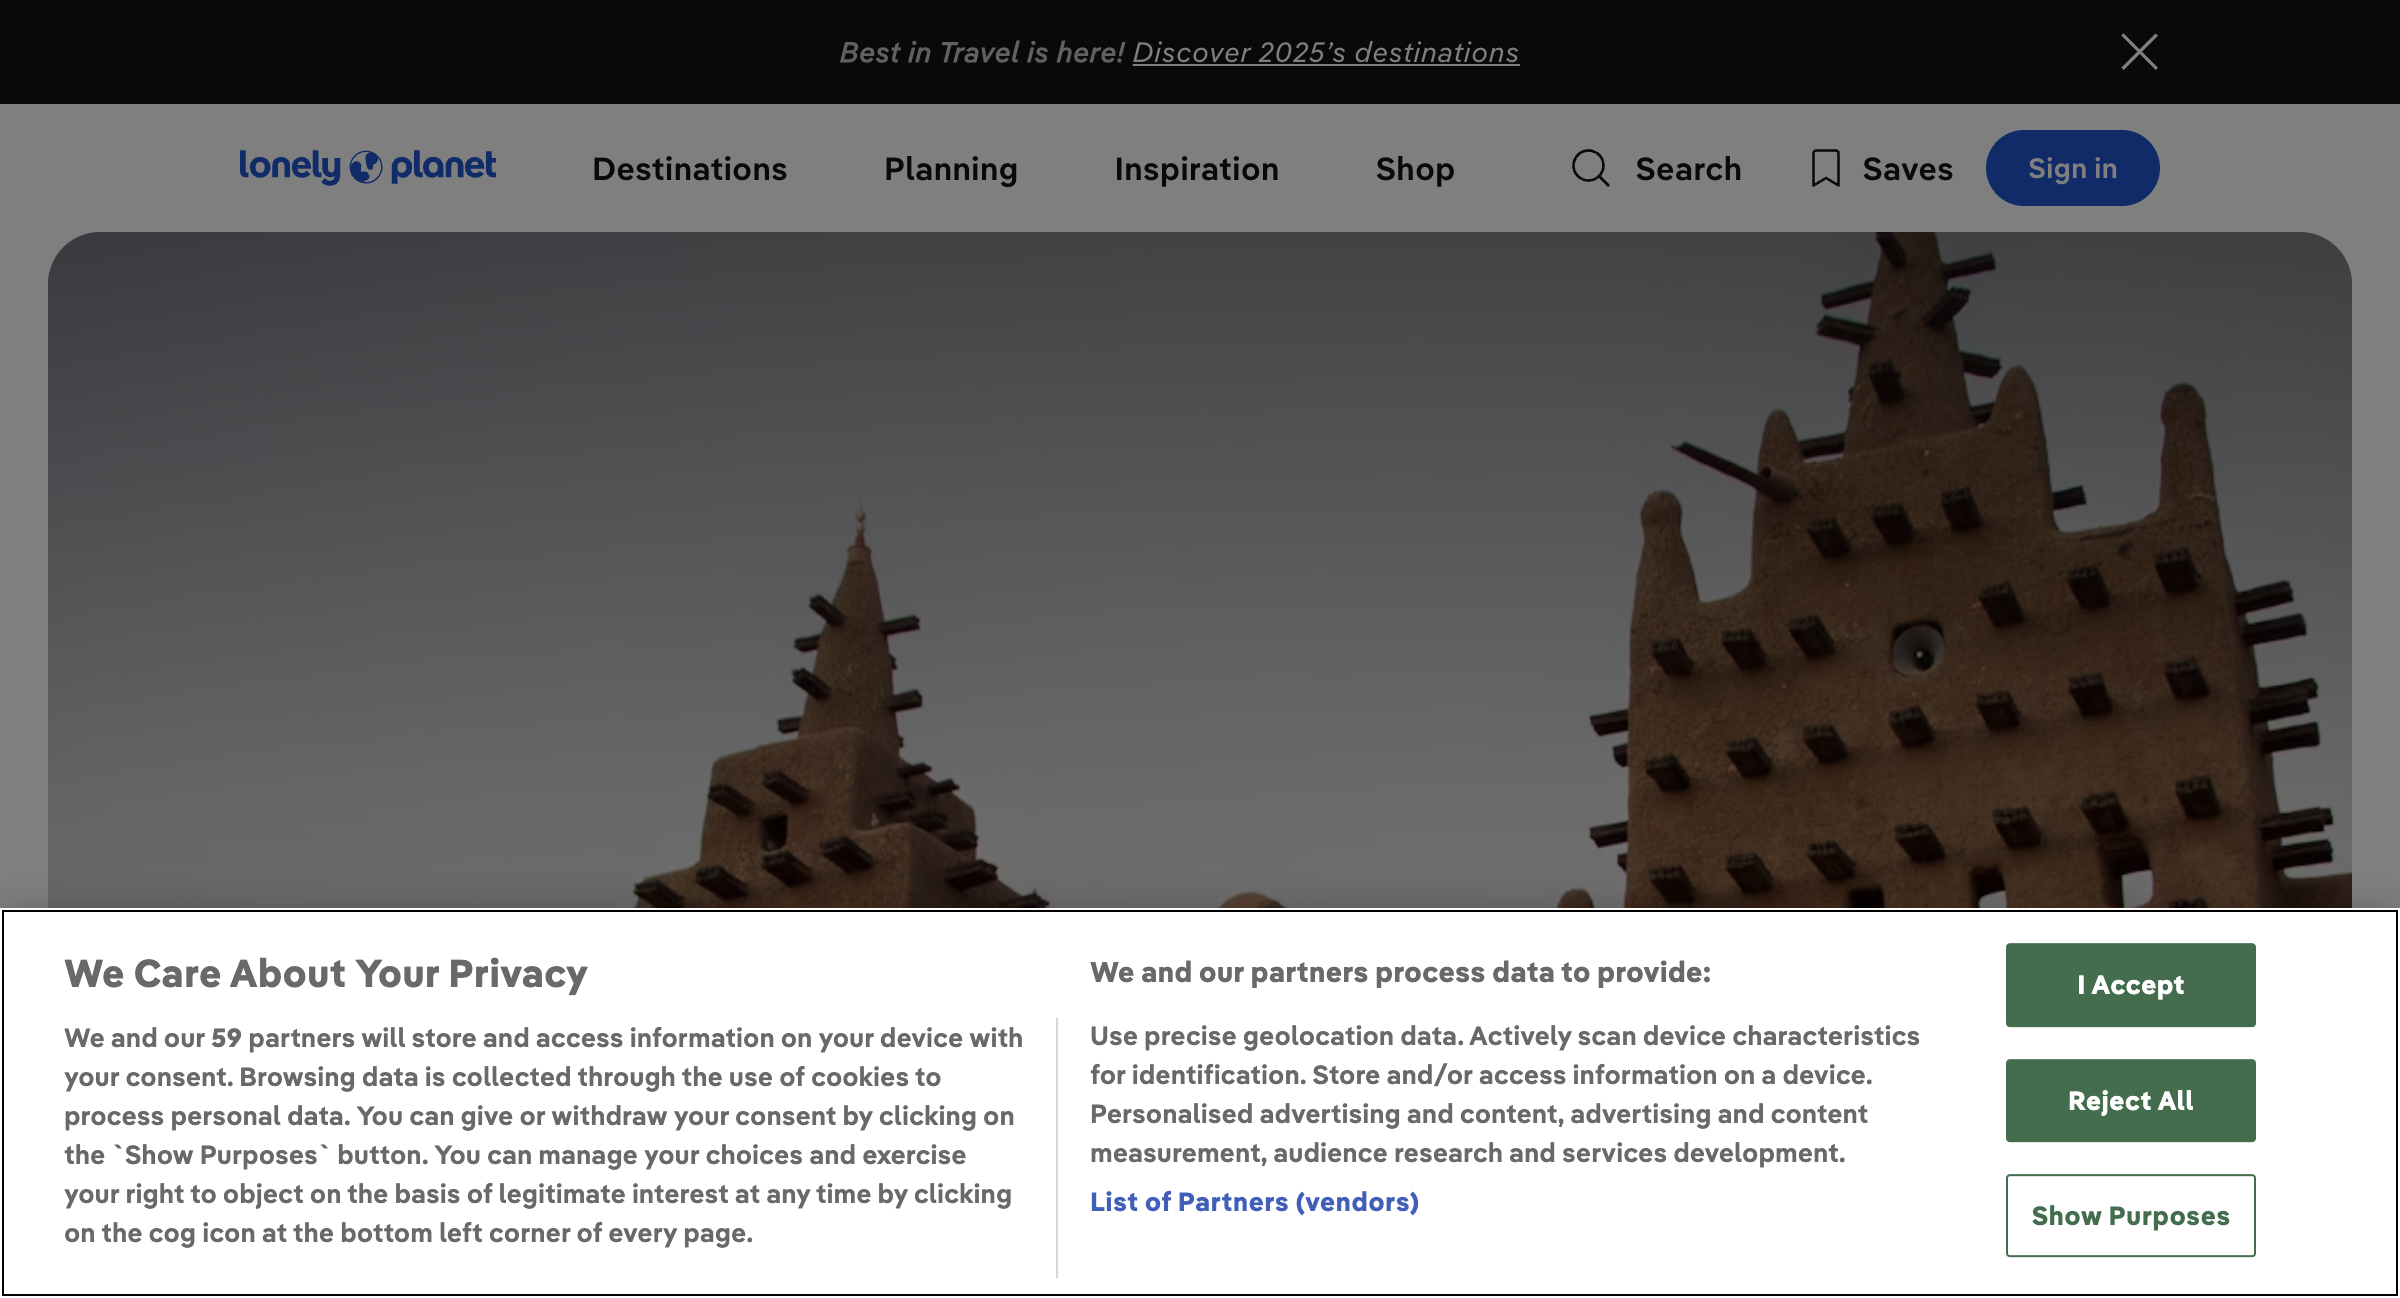 Best in Travel is here! Discover 2025's destinations
lonely planet Destinations Planning Inspiration Shop Search Saves Sign in
We Care About Your Privacy
We and our 59 partners will store and access information on your device with
your consent. Browsing data is collected through the use of cookies to
process personal data. You can give or withdraw your consent by clicking on
the `Show Purposes` button. You can manage your choices and exercise
your right to object on the basis of legitimate interest at any time by clicking
on the cog icon at the bottom left corner of every page.
We and our partners process data to provide:
Use precise geolocation data. Actively scan device characteristics
for identification. Store and/or access information on a device.
Personalised advertising and content, advertising and content
measurement, audience research and services development.
List of Partners (vendors)
I Accept
Reject All
Show Purposes